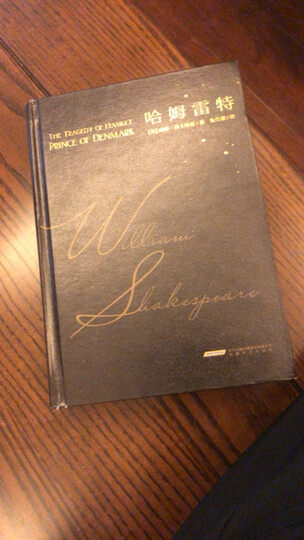 哈姆雷特
THE TRAGEDY OF HAMLET,
PRINCE OF DENMARK
William
Shakespeare